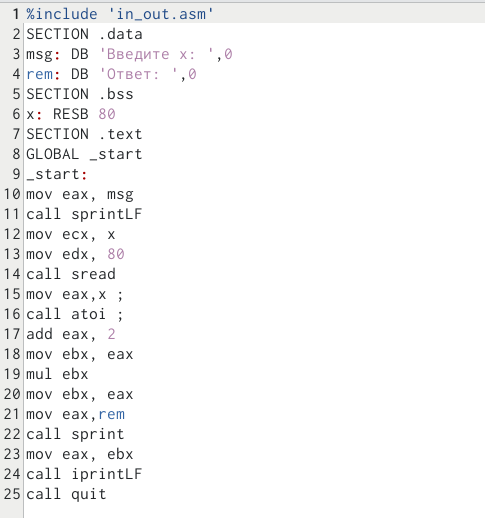 1 %include 'in_out.asm'
2 SECTION .data
3 msg: DB 'Введите x: ',0
4 rem: DB 'Ответ: ',0
5 SECTION .bss
6 x: RESB 80
7 SECTION .text
8 GLOBAL _start
9 _start:
10 mov eax, msg
11 call sprintLF
12 mov ecx, x
13 mov edx, 80
14 call sread
15 mov eax,x ;
16 call atoi ;
17 add eax, 2
18 mov ebx, eax
19 mul ebx
20 mov ebx, eax
21 mov eax,rem
22 call sprint
23 mov eax, ebx
24 call iprintLF
25 call quit